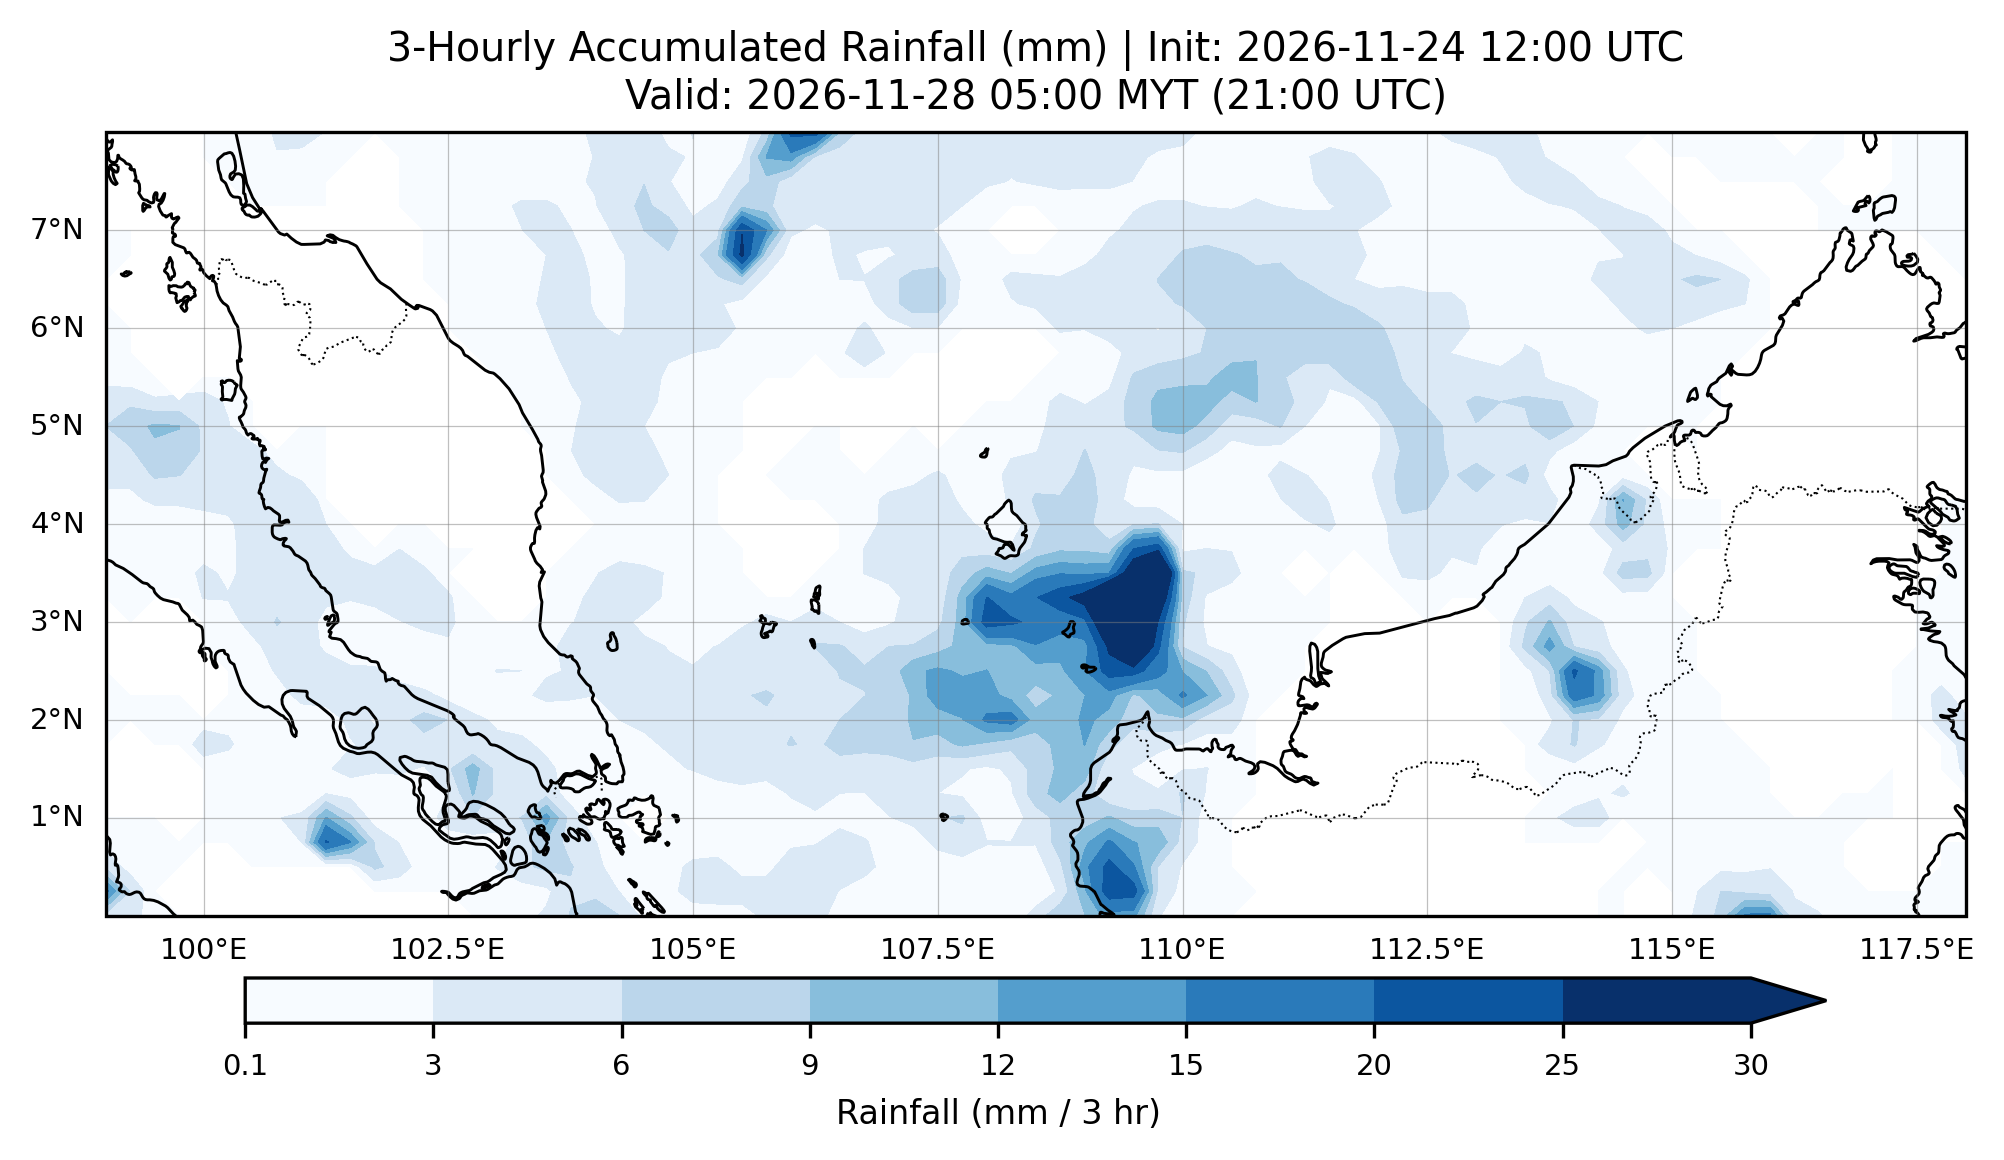 3-Hourly Accumulated Rainfall (mm) | Init: 2026-11-24 12:00 UTC
Valid: 2026-11-28 05:00 MYT (21:00 UTC)
7°N
6°N
5°N
4°N
3°N
2°N
1°N
100°E 102.5°E 105°E 107.5°E 110°E 112.5°E 115°E 117.5°E
0.1 3 6 9 12 15 20 25 30
Rainfall (mm / 3 hr)